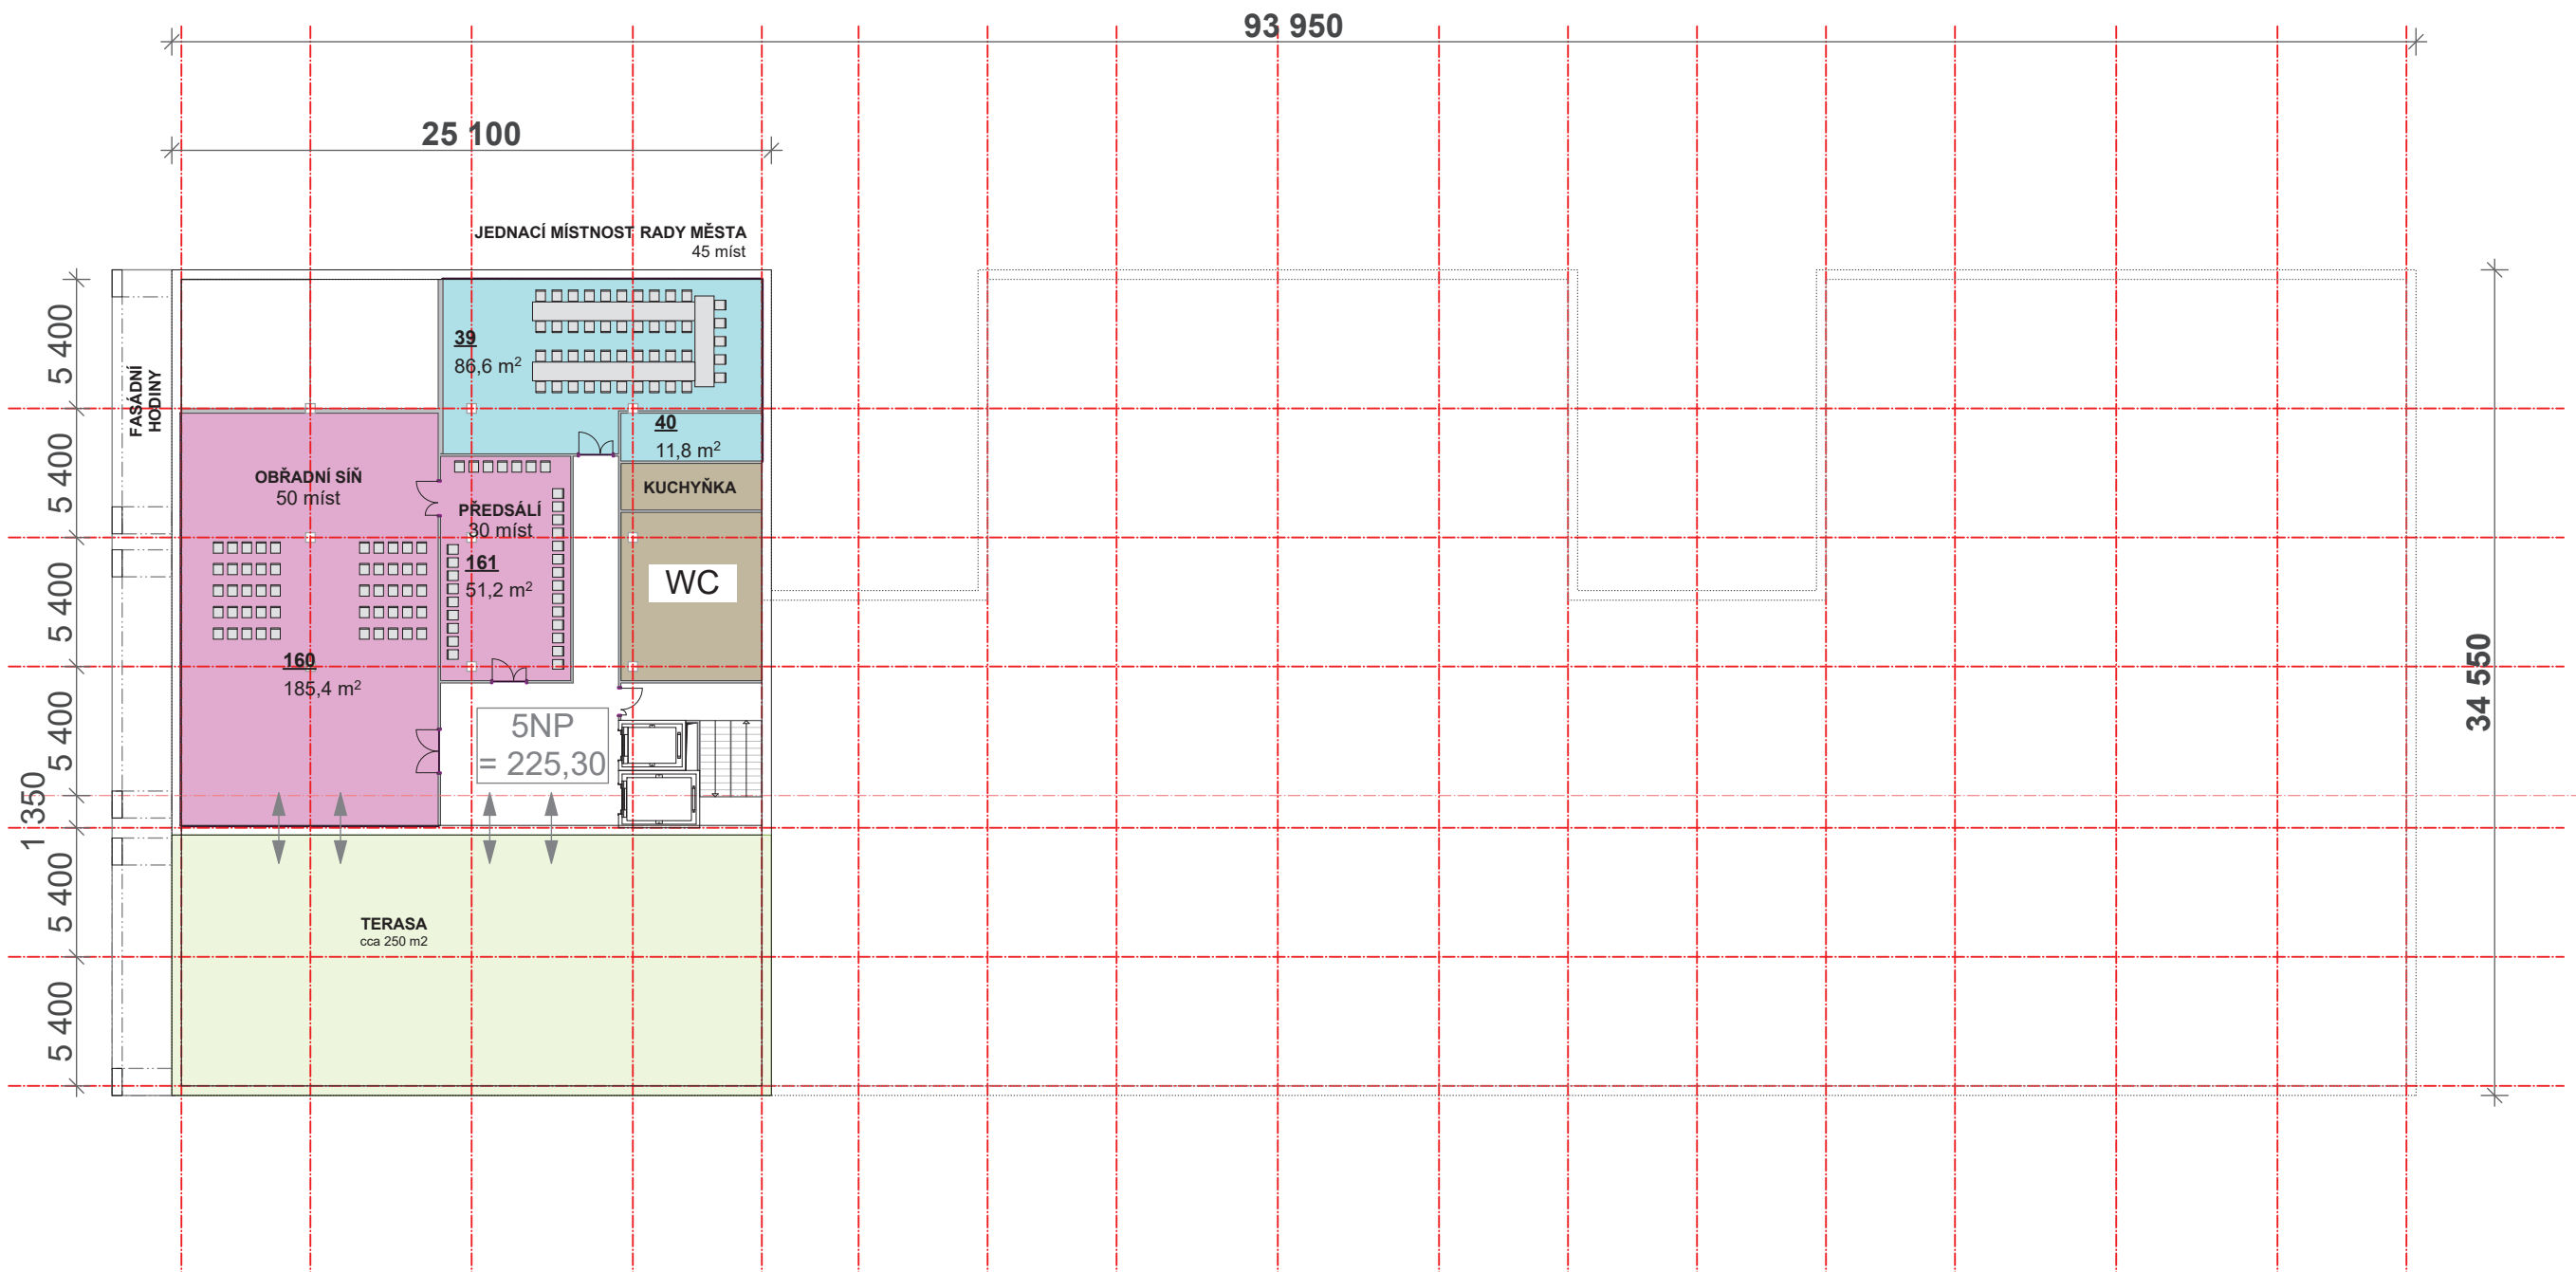 93 950
25 100
JEDNACÍ MÍSTNOST RADY MĚSTA
45 míst
5 400
5 400
5 400
5 400
1 350
5 400
5 400
34 550
FASÁDNÍ
HODINY
39
86,6 m²
40
11,8 m²
KUCHYŇKA
OBŘADNÍ SÍŇ
50 míst
PŘEDSÁLÍ
30 míst
161
51,2 m²
WC
160
185,4 m²
5NP
= 225,30
TERASA
cca 250 m2